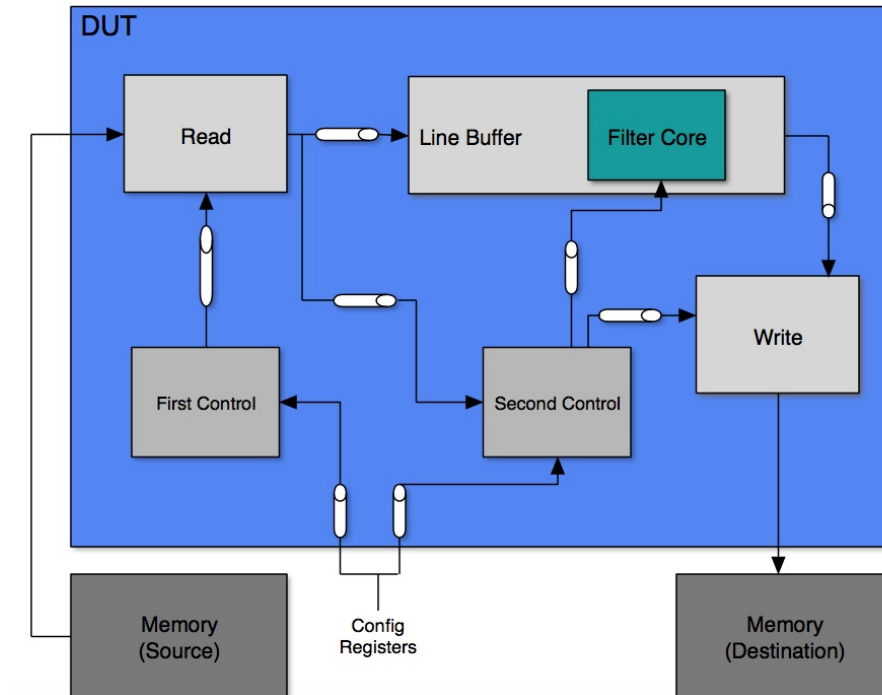 DUT
Read
Line Buffer
Filter Core
Write
First Control
Second Control
Config
Registers
Memory
(Source)
Memory
(Destination)